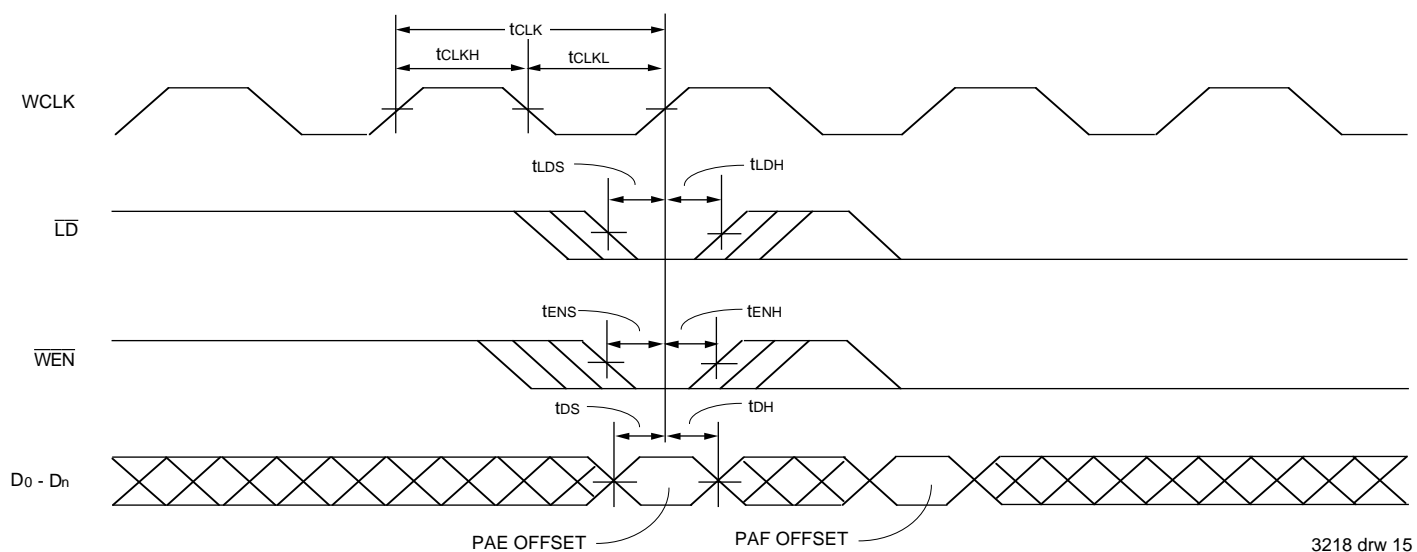 tCLK
tCLKH
tCLKL
WCLK
tLDS
tLDH
LD
tENS
tENH
WEN
tDS
tDH
D0 - Dn
PAE OFFSET
PAF OFFSET
3218 drw 15